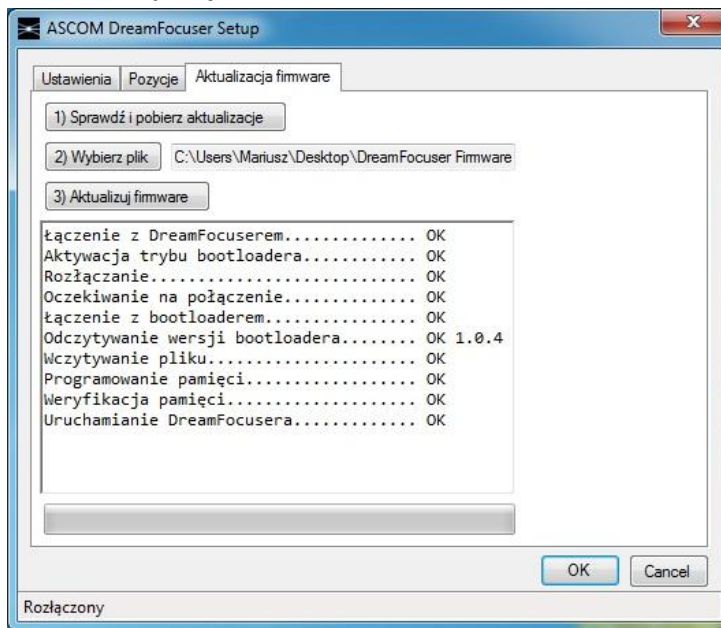 ASCOM DreamFocuser Setup
Ustawienia Pozycje Aktualizacja firmware
1) Sprawdź i pobierz aktualizacje
2) Wybierz plik C:\Users\Mariusz\Desktop\DreamFocuser Firmware
3) Aktualizuj firmware
Łączenie z DreamFocuserem.............. OK
Aktywacja trybu bootloadera............ OK
Rozłączanie............................ OK
Oczekiwanie na połączenie.............. OK
Łączenie z bootloaderem................ OK
Odczytywanie wersji bootloadera........ OK 1.0.4
Wczytywanie pliku...................... OK
Programowanie pamięci.................. OK
Weryfikacja pamięci.................... OK
Uruchamianie DreamFocusera............. OK
OK Cancel
Rozłączony